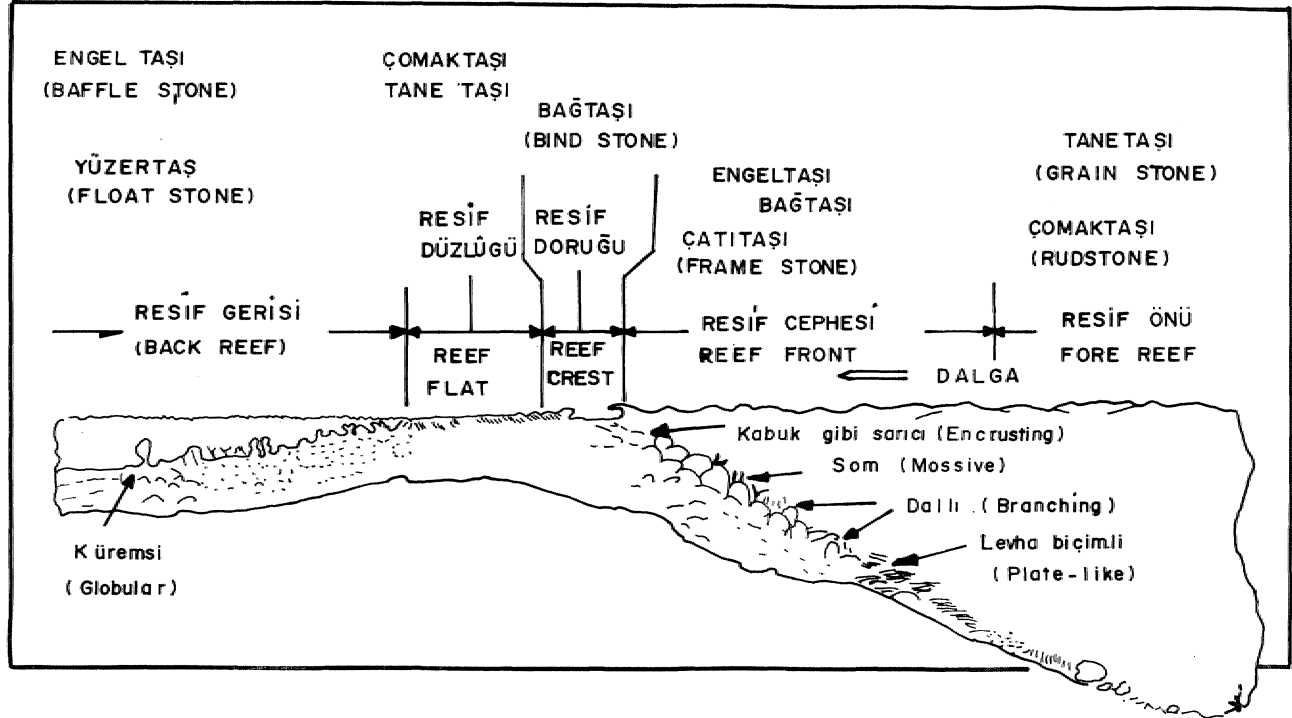 ENGEL TAŞI
(BAFFLE STONE)
YÜZERTAŞ
(FLOAT STONE)
ÇOMAKTAŞI
TANE TAŞI
BAĞTAŞI
(BIND STONE)
ENGELTAŞI
BAĞTAŞI
ÇATITAŞI
(FRAME STONE)
TANETAŞI
(GRAIN STONE)
ÇOMAKTAŞI
(RUDSTONE)
RESİF GERİSİ
(BACK REEF)
RESİF
DÜZLÛGÜ
REEF
FLAT
RESİF
DORUĞU
REEF
CREST
RESİF CEPHESİ
REEF FRONT
RESİF ÖNÜ
FORE REEF
DALGA
Kabuk gibi sarıcı (Encrusting)
Som (Mossive)
Dallı . (Branching)
Levha biçimli
(Plate-like)
Küremsi
(Globular)